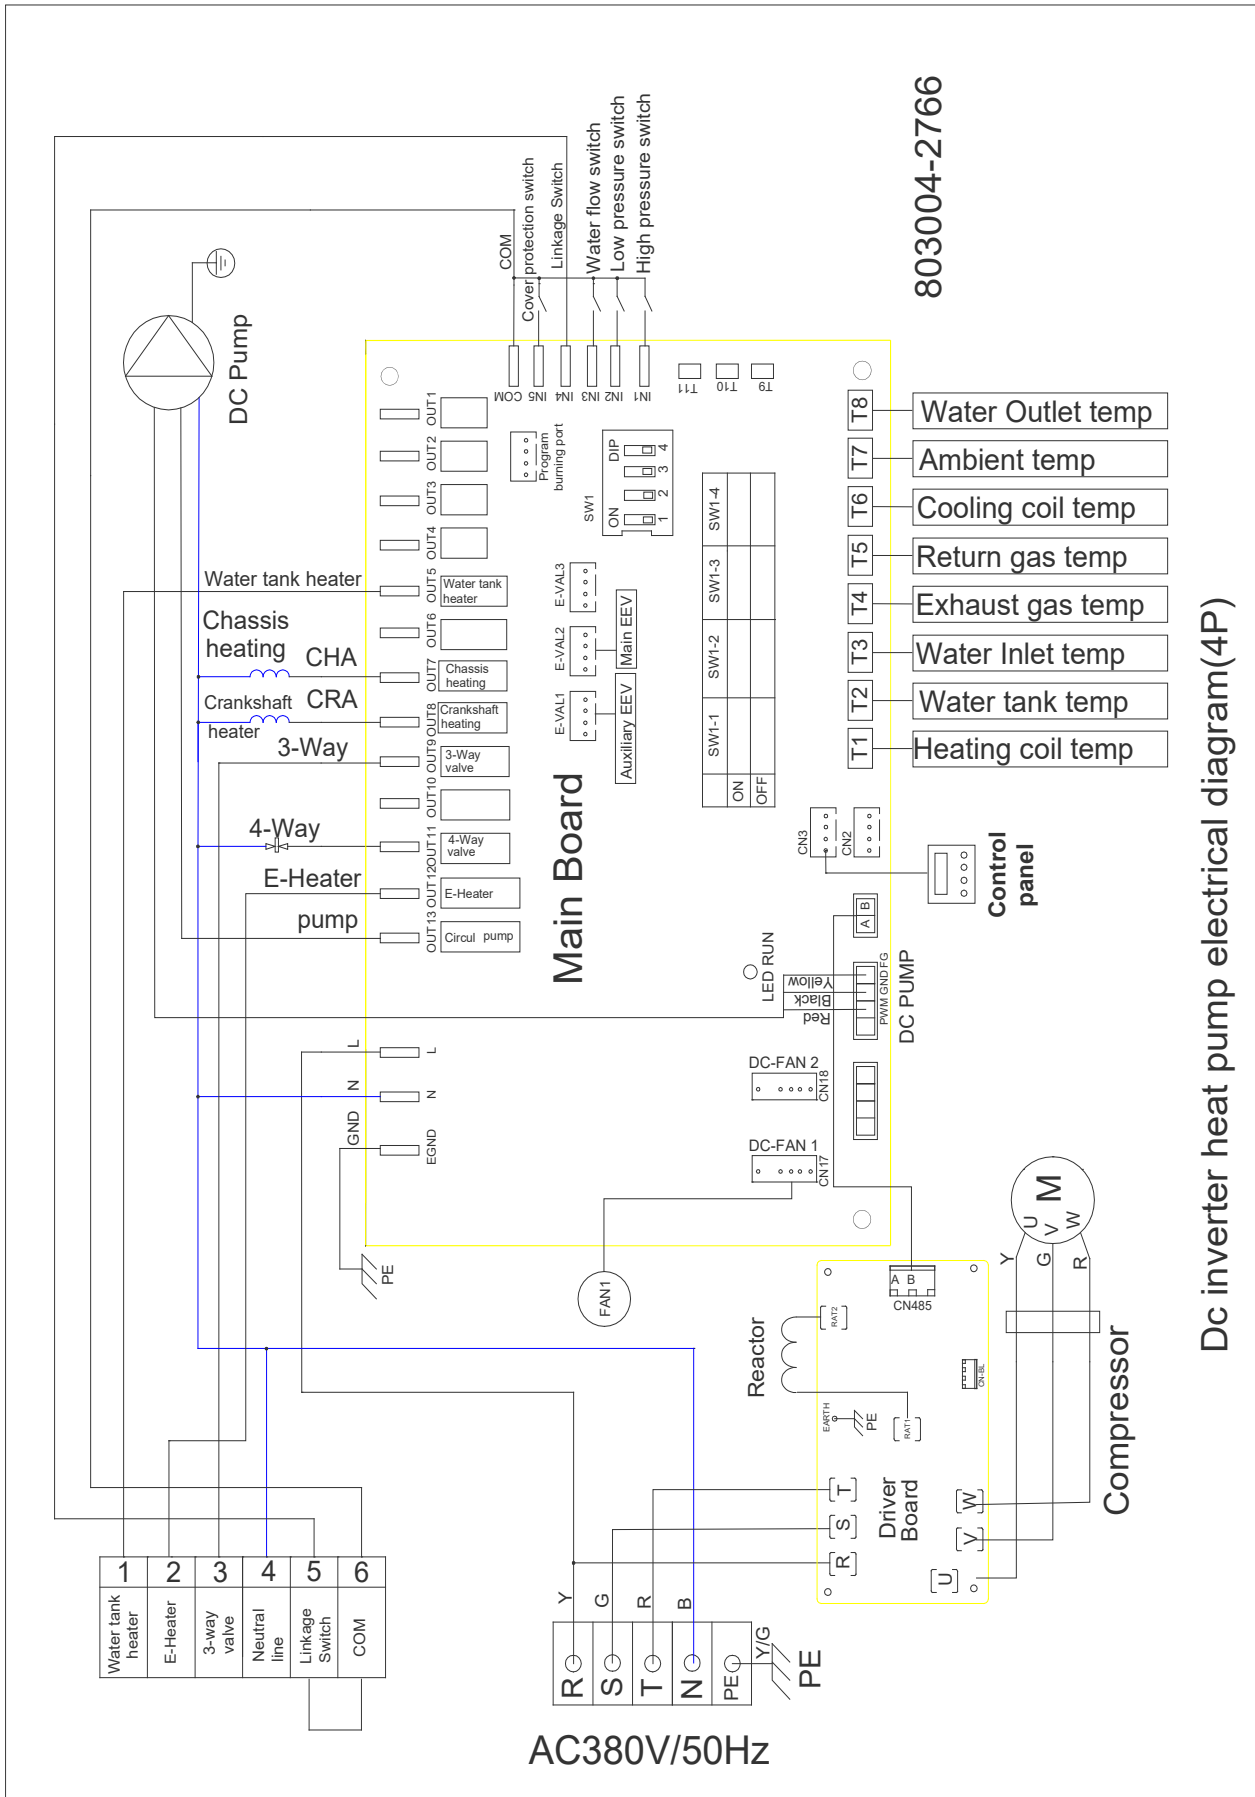 803004-2766
COM
Cover protection switch
Linkage Switch
Water flow switch
Low pressure switch
High pressure switch
DC Pump
COM
IN5
IN4
IN3
IN2
IN1
T11
T10
T9
OUT1
OUT2
OUT3
OUT4
OUT5
OUT6
OUT7
OUT8
OUT9
OUT10
OUT11
OUT12
OUT13
Program
burning port
SW1
ON
DIP
1
2
3
4
Water tank heater
Water tank
heater
Chassis
heating
CHA
Chassis
heating
Crankshaft
heater
CRA
Crankshaft
heating
3-Way
3-Way
valve
4-Way
4-Way
valve
E-Heater
E-Heater
pump
Circul pump
E-VAL3
E-VAL2
E-VAL1
Main EEV
Auxiliary EEV
Main Board
SW1-1
SW1-2
SW1-3
SW1-4
ON
OFF
T8
Water Outlet temp
T7
Ambient temp
T6
Cooling coil temp
T5
Return gas temp
T4
Exhaust gas temp
T3
Water Inlet temp
T2
Water tank temp
T1
Heating coil temp
CN3
CN2
Control
panel
A B
LED RUN
Yellow
Black
Red
PWM GND FG
DC PUMP
DC-FAN 2
CN18
DC-FAN 1
CN17
L
L
N
N
GND
EGND
PE
FAN1
Reactor
RAT2
RAT1
EARTH
PE
A B
CN485
CN-BL
Driver
Board
R
S
T
U
V
W
M
U
V
W
Y
G
R
Compressor
1
2
3
4
5
6
Water tank
heater
E-Heater
3-way
valve
Neutral
line
Linkage
Switch
COM
Y
G
R
B
R
S
T
N
PE
Y/G
PE
AC380V/50Hz
Dc inverter heat pump electrical diagram(4P)